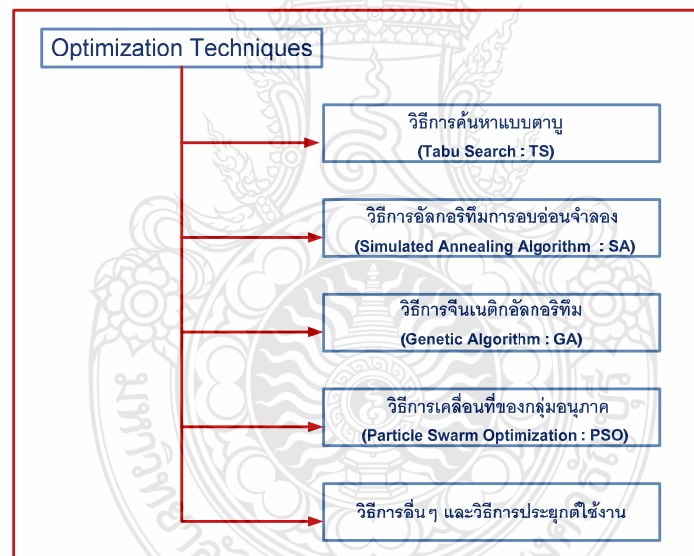 Optimization Techniques
วิธีการค้นหาแบบตาบู
(Tabu Search : TS)
วิธีการอัลกอริทึมการอบอ่อนจำลอง
(Simulated Annealing Algorithm : SA)
วิธีการจีนเนติกอัลกอริทึม
(Genetic Algorithm : GA)
วิธีการเคลื่อนที่ของกลุ่มอนุภาค
(Particle Swarm Optimization : PSO)
วิธีการอื่นๆ และวิธีการประยุกต์ใช้งาน